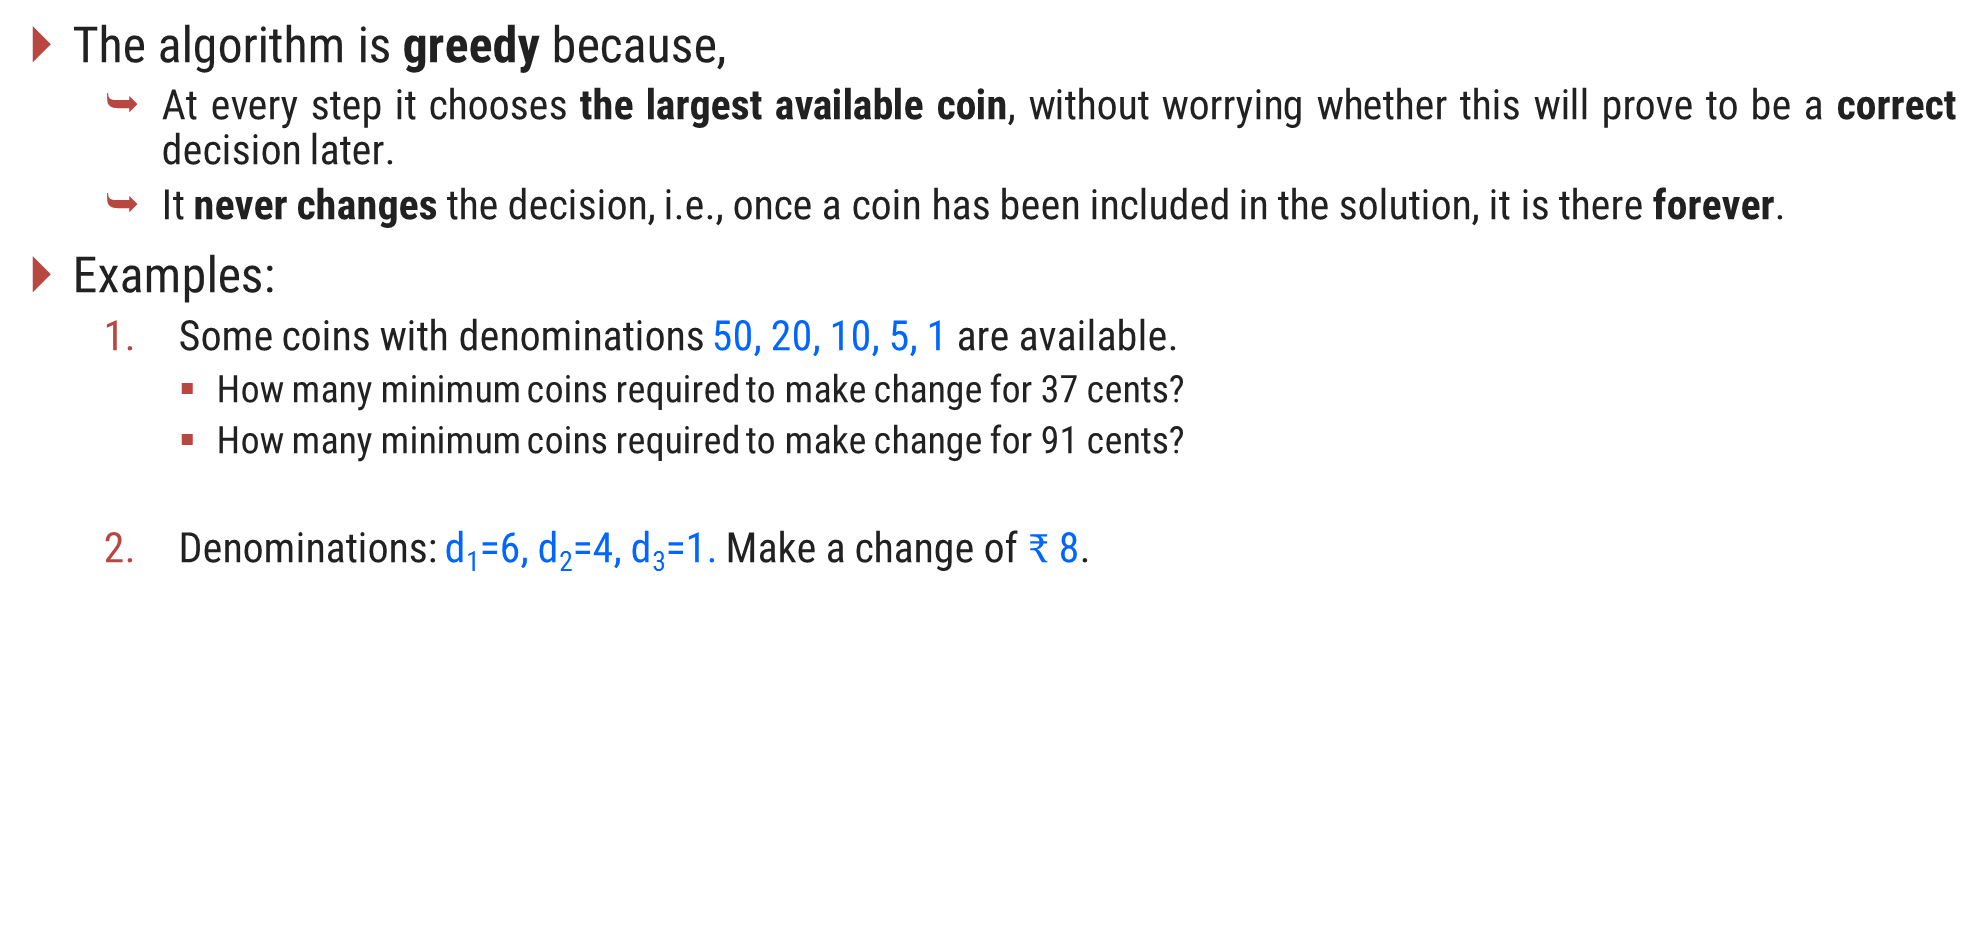 The algorithm is greedy because,
At every step it chooses the largest available coin, without worrying whether this will prove to be a correct
decision later.
It never changes the decision, i.e., once a coin has been included in the solution, it is there forever.
Examples:
1. Some coins with denominations 50, 20, 10, 5, 1 are available.
How many minimum coins required to make change for 37 cents?
How many minimum coins required to make change for 91 cents?
2. Denominations: d₁=6, d₂=4, d₃=1. Make a change of ₹ 8.